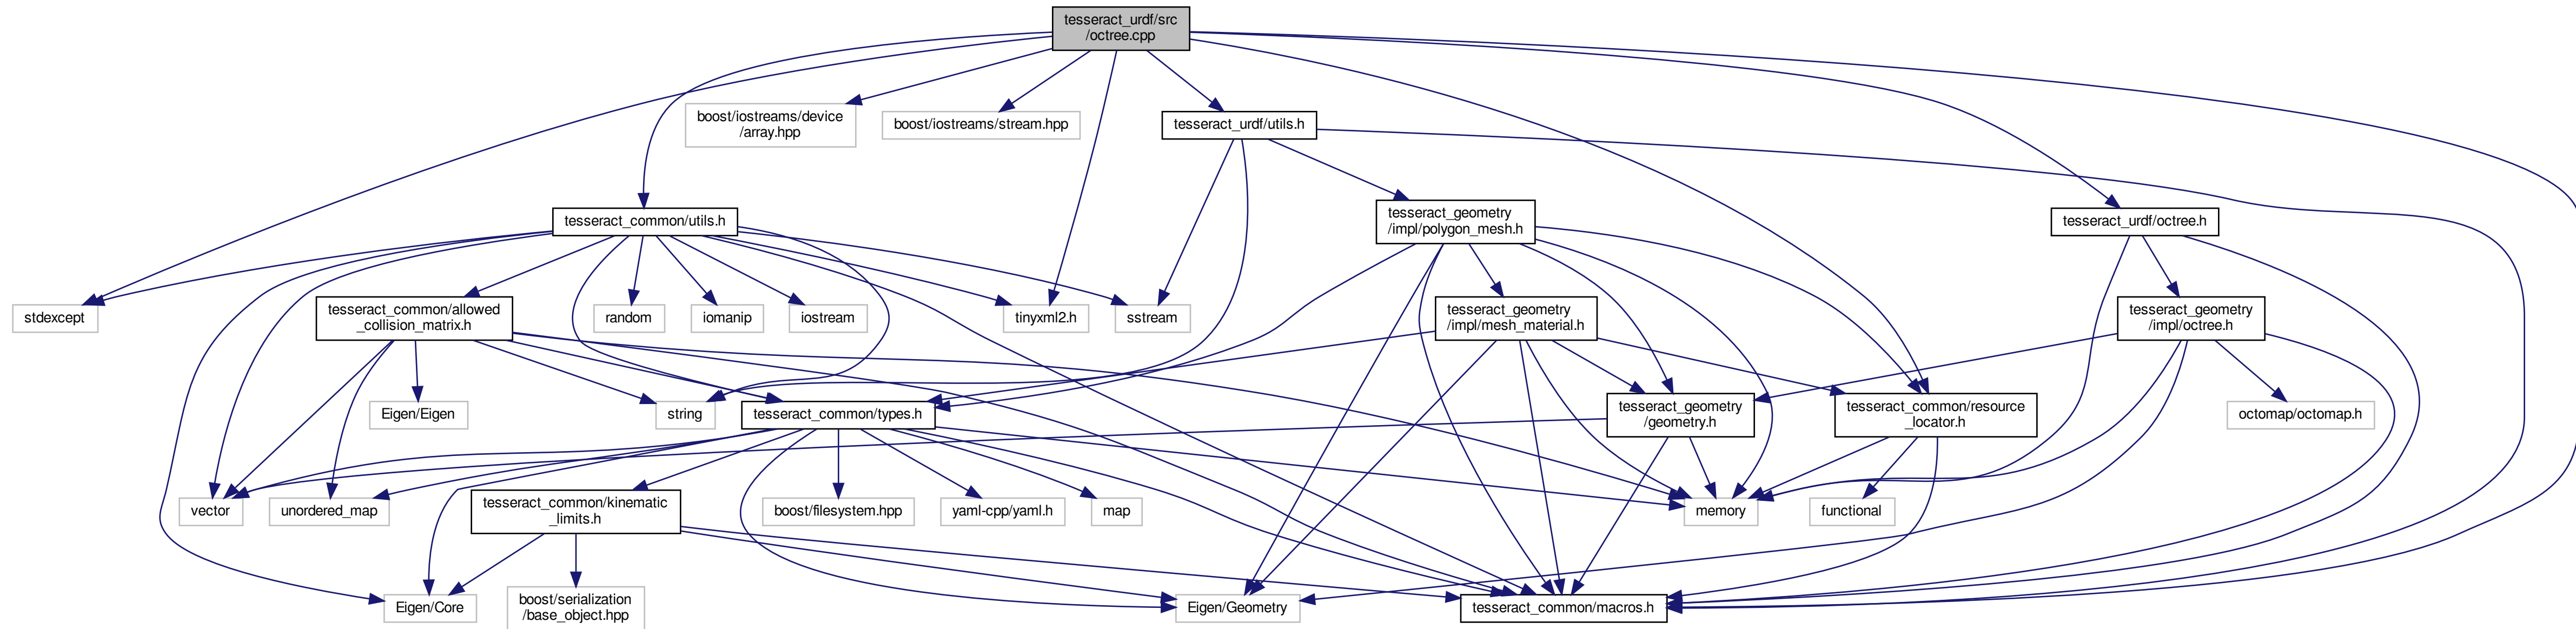 tesseract_urdf/src
/octree.cpp
boost/iostreams/device
/array.hpp
boost/iostreams/stream.hpp
tesseract_urdf/utils.h
tesseract_common/utils.h
tesseract_geometry
/impl/polygon_mesh.h
tesseract_urdf/octree.h
stdexcept
tesseract_common/allowed
_collision_matrix.h
random
iomanip
iostream
tinyxml2.h
sstream
tesseract_geometry
/impl/mesh_material.h
tesseract_geometry
/impl/octree.h
Eigen/Eigen
string
tesseract_common/types.h
tesseract_geometry
/geometry.h
tesseract_common/resource
_locator.h
octomap/octomap.h
vector
unordered_map
tesseract_common/kinematic
_limits.h
boost/filesystem.hpp
yaml-cpp/yaml.h
map
memory
functional
Eigen/Core
boost/serialization
/base_object.hpp
Eigen/Geometry
tesseract_common/macros.h